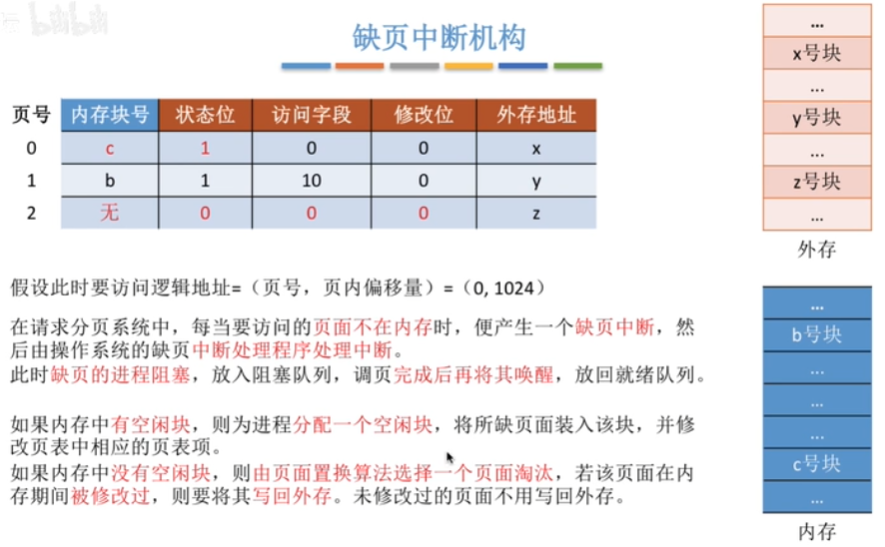 bilibili
缺页中断机构
页号 内存块号 状态位 访问字段 修改位 外存地址
0 c 1 0 0 x
1 b 1 10 0 y
2 无 0 0 0 z
假设此时要访问逻辑地址=（页号，页内偏移量）=（0, 1024）
在请求分页系统中，每当要访问的页面不在内存时，便产生一个缺页中断，然
后由操作系统的缺页中断处理程序处理中断。
此时缺页的进程阻塞，放入阻塞队列，调页完成后再将其唤醒，放回就绪队列。
如果内存中有空闲块，则为进程分配一个空闲块，将所缺页面装入该块，并修
改页表中相应的页表项。
如果内存中没有空闲块，则由页面置换算法选择一个页面淘汰，若该页面在内
存期间被修改过，则要将其写回外存。未修改过的页面不用写回外存。
...
x号块
...
y号块
...
z号块
...
外存
...
b号块
...
...
...
c号块
...
内存